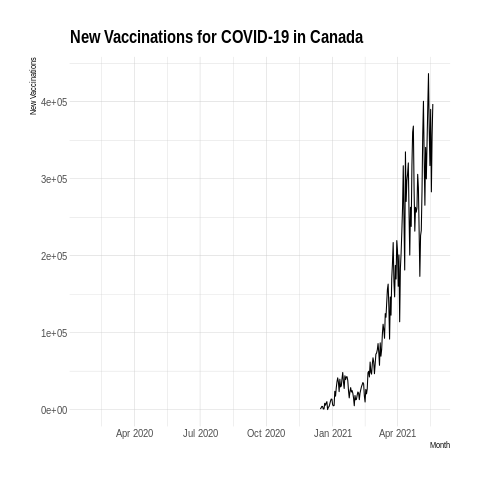 New Vaccinations for COVID-19 in Canada
New Vaccinations
4e+05
3e+05
2e+05
1e+05
0e+00
Apr 2020 Jul 2020 Oct 2020 Jan 2021 Apr 2021
Month